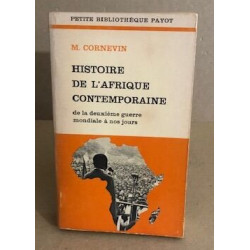 PETITE BIBLIOTHÈQUE PAYOT
M. CORNEVIN
HISTOIRE
DE L'AFRIQUE
CONTEMPORAINE
de la deuxième guerre
mondiale à nos jours